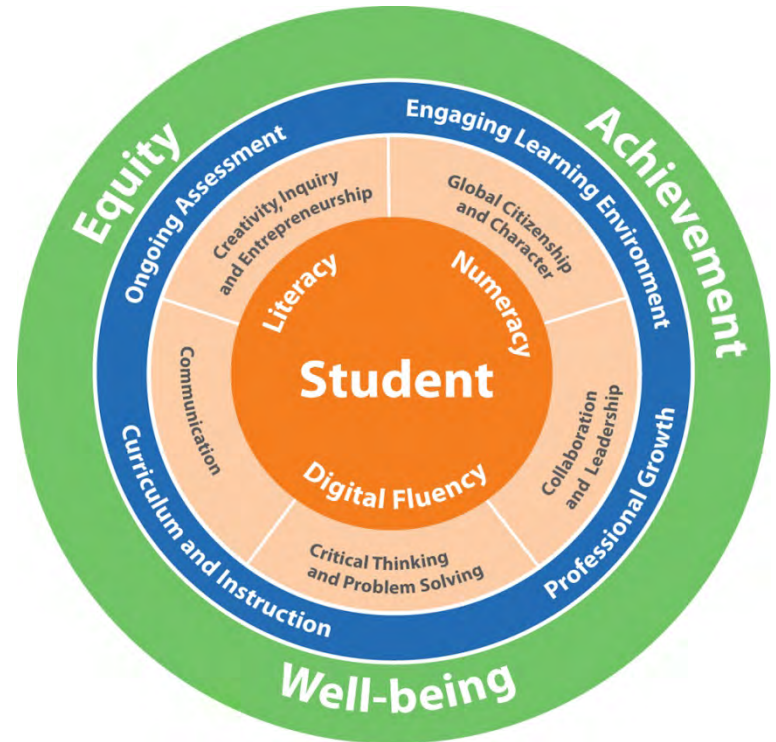 Equity
Achievement
Well-being
Ongoing Assessment
Engaging Learning Environment
Curriculum and Instruction
Professional Growth
Creativity, Inquiry
and Entrepreneurship
Global Citizenship
and Character
Communication
Collaboration
and Leadership
Critical Thinking
and Problem Solving
Literacy
Numeracy
Student
Digital Fluency